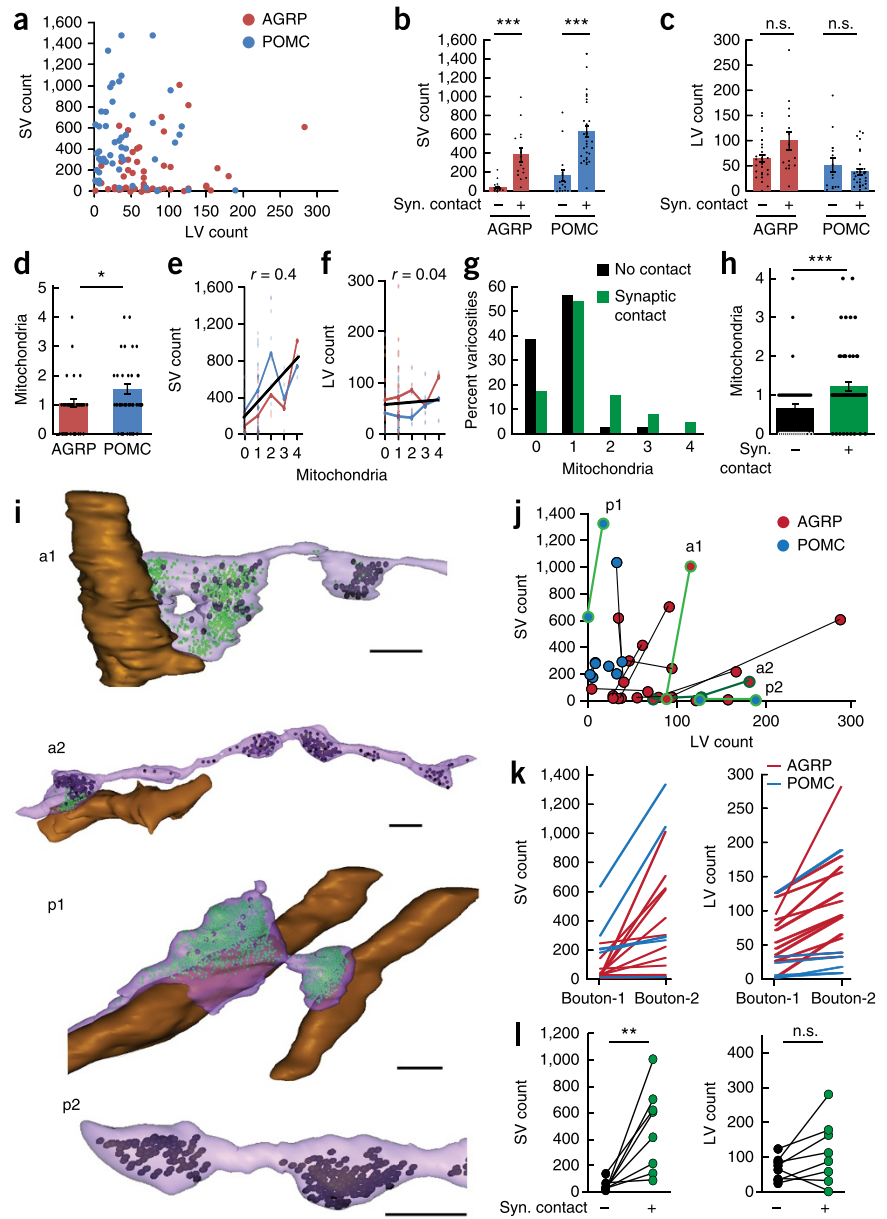 a
AGRP
POMC
1,600
1,400
1,200
1,000
800
600
400
200
0
SV count
0 50 100 150 200 250 300
LV count
b
*** ***
1,600
1,400
1,200
1,000
800
600
400
200
0
SV count
Syn. contact – + – +
AGRP POMC
c
n.s. n.s.
300
250
200
150
100
50
0
LV count
Syn. contact – + – +
AGRP POMC
d
*
5
4
3
2
1
0
Mitochondria
AGRP POMC
e
r = 0.4
1,600
1,200
800
400
0
SV count
0 1 2 3 4
f
r = 0.04
300
200
100
0
LV count
0 1 2 3 4
Mitochondria
g
No contact
Synaptic
contact
60
50
40
30
20
10
0
Percent varicosities
0 1 2 3 4
Mitochondria
h
***
4
3
2
1
0
Mitochondria
Syn.
contact – +
i
a1
a2
p1
p2
j
AGRP
POMC
1,400
1,200
1,000
800
600
400
200
0
SV count
p1
a1
a2
p2
0 100 200 300
LV count
k
AGRP
POMC
1,400
1,200
1,000
800
600
400
200
0
SV count
Bouton-1 Bouton-2
300
250
200
150
100
50
0
LV count
Bouton-1 Bouton-2
l
**
1,200
1,000
800
600
400
200
0
SV count
Syn. contact – +
n.s.
400
300
200
100
0
LV count
– +